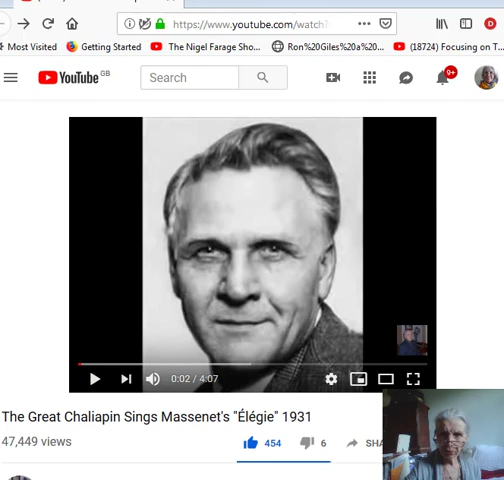 https://www.youtube.com/watch?
Most Visited Getting Started The Nigel Farage Sho... Ron%20Giles%20a%20... (18724) Focusing on T...
YouTube GB Search 9+
0:02 / 4:07
The Great Chaliapin Sings Massenet's "Élégie" 1931
47,449 views 454 6 SHA